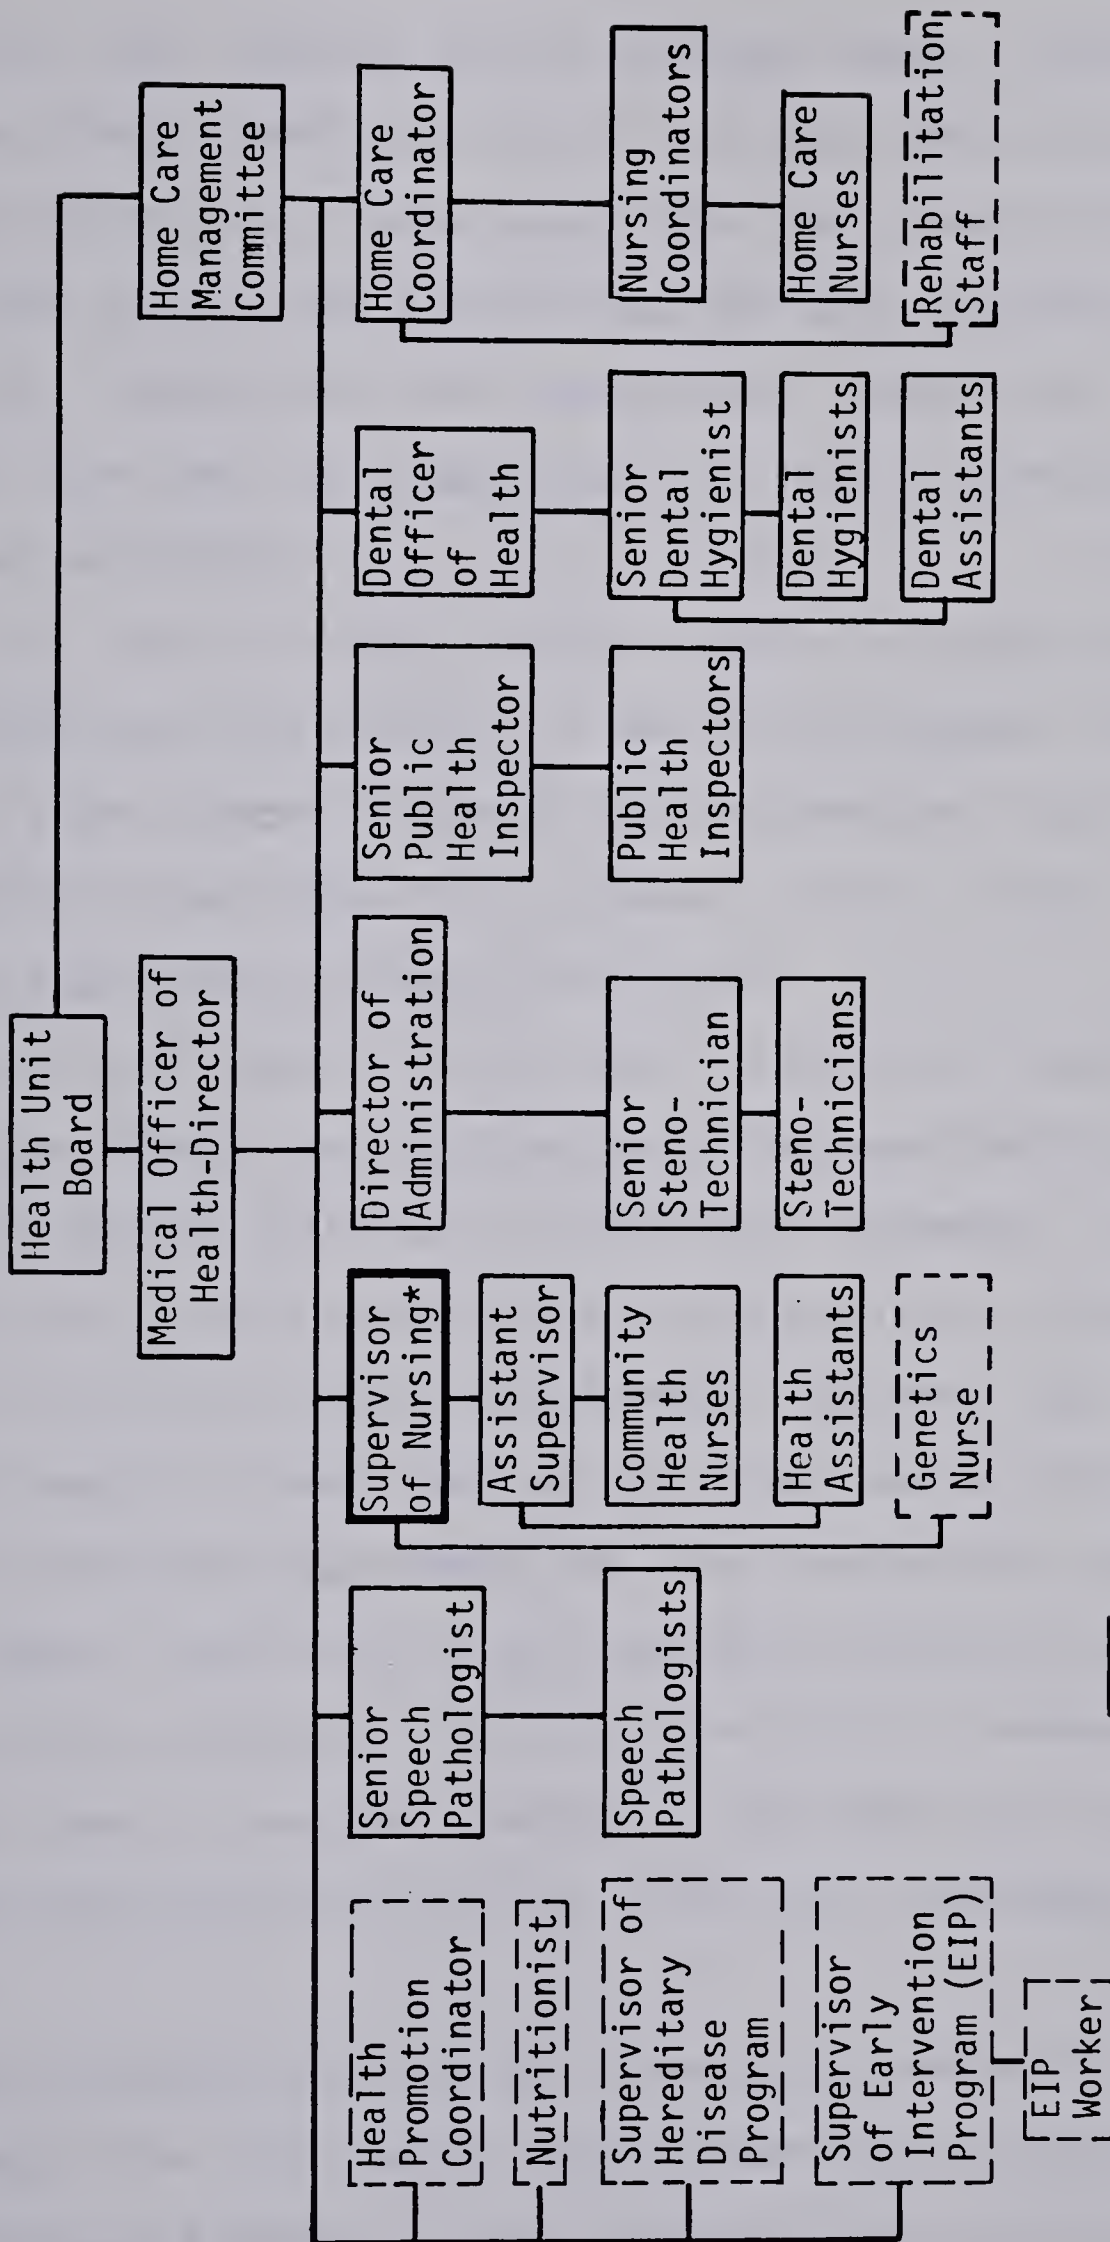 Health Unit
Board
Medical Officer of
Health-Director
Home Care
Management
Committee
Health
Promotion
Coordinator
Nutritionist
Supervisor of
Hereditary
Disease
Program
Supervisor
of Early
Intervention
Program (EIP)
EIP
Worker
Senior
Speech
Pathologist
Speech
Pathologists
Supervisor
of Nursing*
Assistant
Supervisor
Community
Health
Nurses
Health
Assistants
Genetics
Nurse
Director of
Administration
Senior
Steno-
Technician
Steno-
Technicians
Senior
Public
Health
Inspector
Public
Health
Inspectors
Dental
Officer
of
Health
Senior
Dental
Hygienist
Dental
Hygienists
Dental
Assistants
Home Care
Coordinator
Nursing
Coordinators
Home Care
Nurses
Rehabilitation
Staff